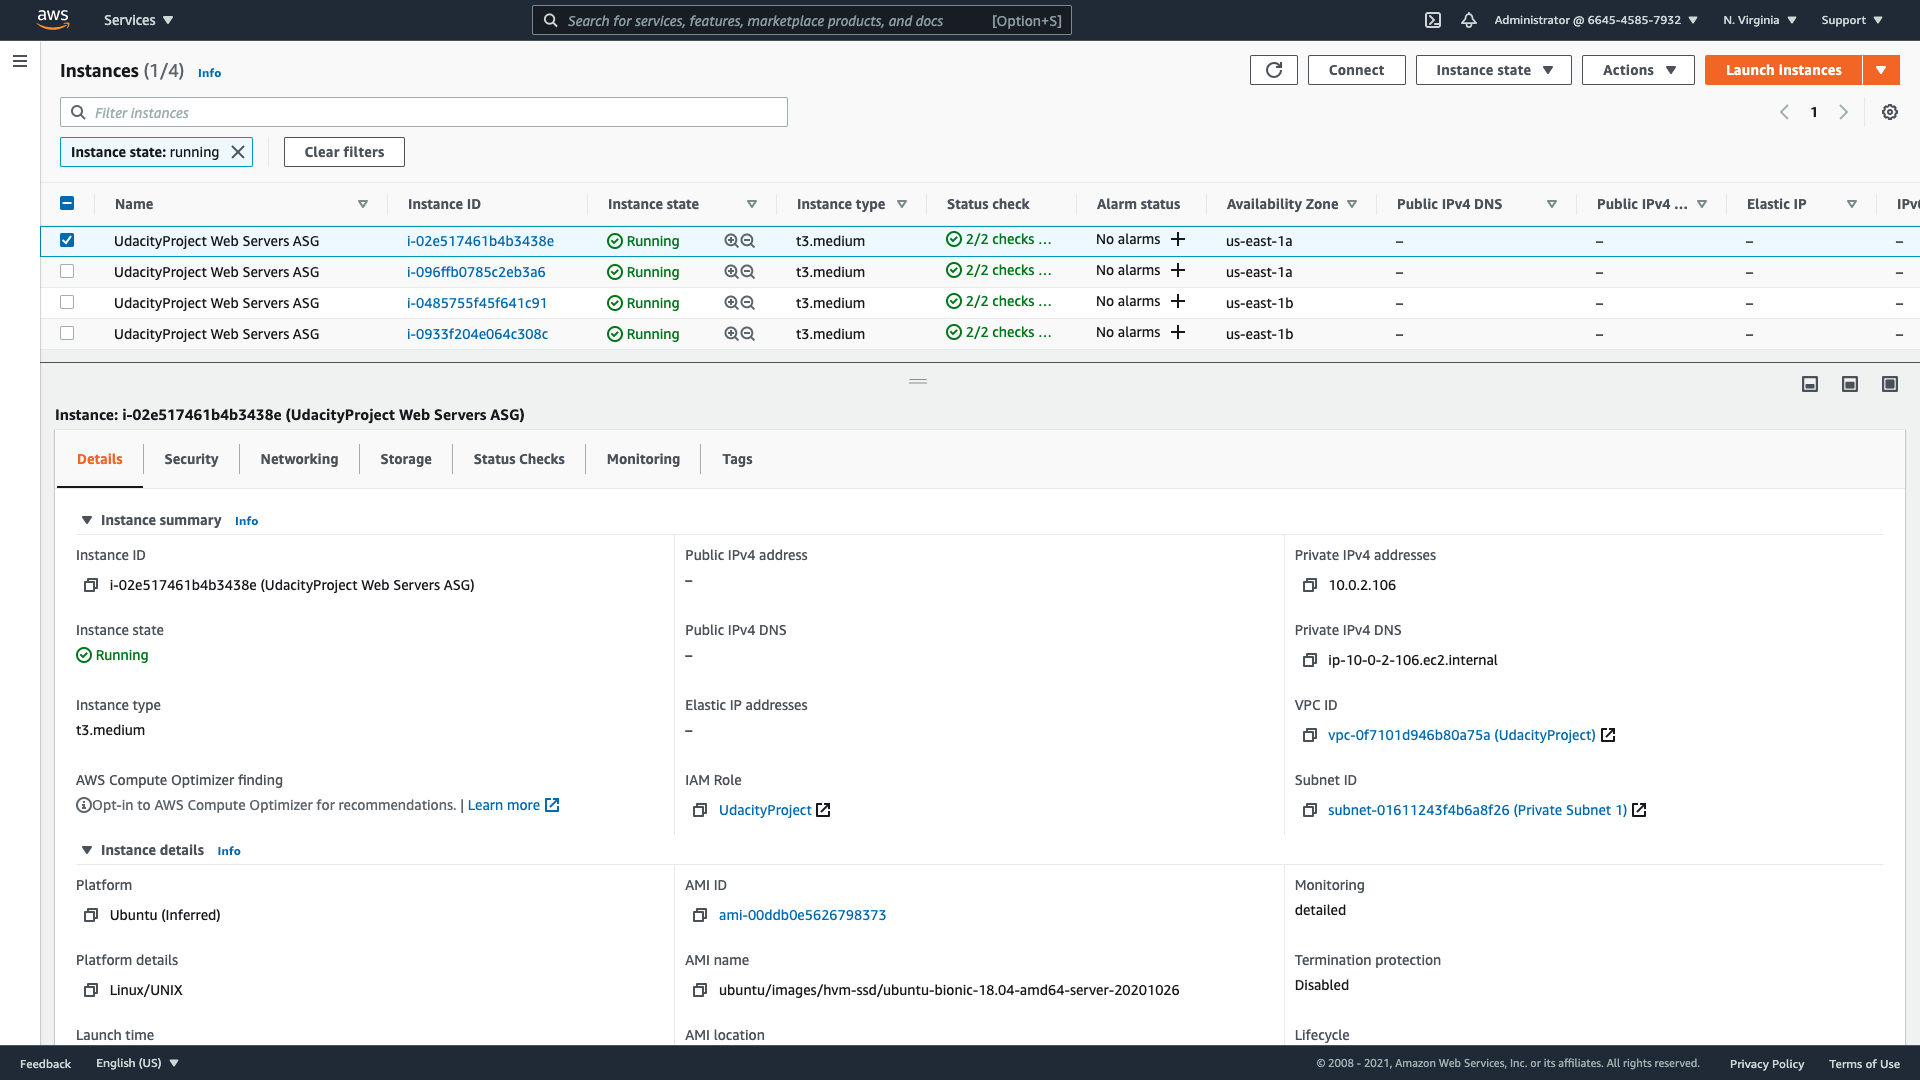 aws Services Search for services, features, marketplace products, and docs [Option+S] Administrator @ 6645-4585-7932 N. Virginia Support
Instances (1/4) Info Connect Instance state Actions Launch instances
Filter instances 1
Instance state: running Clear filters
Name Instance ID Instance state Instance type Status check Alarm status Availability Zone Public IPv4 DNS Public IPv4 ... Elastic IP
UdacityProject Web Servers ASG i-02e517461b4b3438e Running t3.medium 2/2 checks ... No alarms + us-east-1a – – – –
UdacityProject Web Servers ASG i-096ffb0785c2eb3a6 Running t3.medium 2/2 checks ... No alarms + us-east-1a – – – –
UdacityProject Web Servers ASG i-0485755f45f641c91 Running t3.medium 2/2 checks ... No alarms + us-east-1b – – – –
UdacityProject Web Servers ASG i-0933f204e064c308c Running t3.medium 2/2 checks ... No alarms + us-east-1b – – – –
Instance: i-02e517461b4b3438e (UdacityProject Web Servers ASG)
Details Security Networking Storage Status Checks Monitoring Tags
Instance summary Info
Instance ID Public IPv4 address Private IPv4 addresses
i-02e517461b4b3438e (UdacityProject Web Servers ASG) – 10.0.2.106
Instance state Public IPv4 DNS Private IPv4 DNS
Running – ip-10-0-2-106.ec2.internal
Instance type Elastic IP addresses VPC ID
t3.medium – vpc-0f7101d946b80a75a (UdacityProject)
AWS Compute Optimizer finding IAM Role Subnet ID
Opt-in to AWS Compute Optimizer for recommendations. | Learn more UdacityProject subnet-01611243f4b6a8f26 (Private Subnet 1)
Instance details Info
Platform AMI ID Monitoring
Ubuntu (Inferred) ami-00ddb0e5626798373 detailed
Platform details AMI name Termination protection
Linux/UNIX ubuntu/images/hvm-ssd/ubuntu-bionic-18.04-amd64-server-20201026 Disabled
Launch time AMI location Lifecycle
Feedback English (US) © 2008 - 2021, Amazon Web Services, Inc. or its affiliates. All rights reserved. Privacy Policy Terms of Use